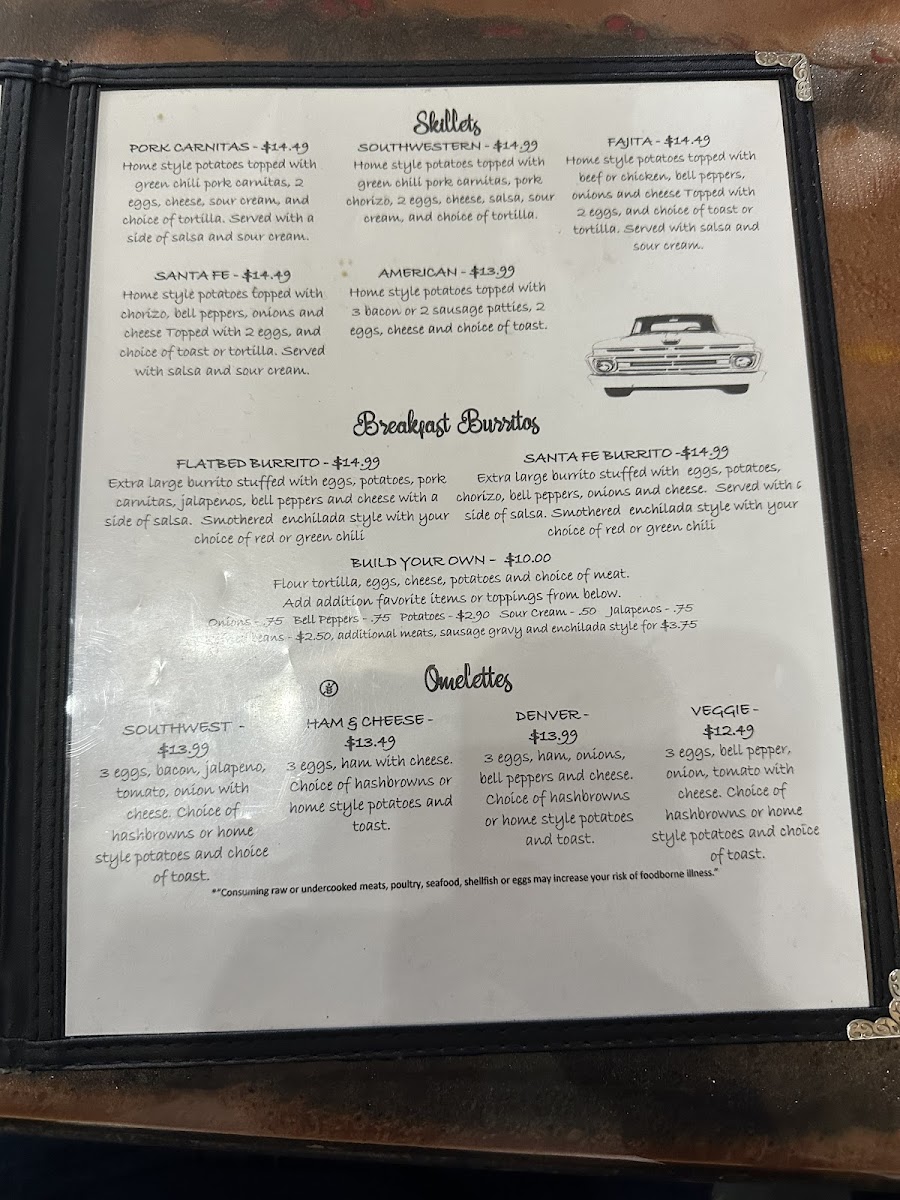 Skillets
PORK CARNITAS - $14.49
Home style potatoes topped with
green chili pork carnitas, 2
eggs, cheese, sour cream, and
choice of tortilla. Served with a
side of salsa and sour cream.
SOUTHWESTERN - $14.99
Home style potatoes topped with
green chili pork carnitas, pork
chorizo, 2 eggs, cheese, salsa, sour
cream, and choice of tortilla.
FAJITA - $14.49
Home style potatoes topped with
beef or chicken, bell peppers,
onions and cheese Topped with
2 eggs, and choice of toast or
tortilla. Served with salsa and
sour cream.
SANTA FE - $14.49
Home style potatoes topped with
chorizo, bell peppers, onions and
cheese Topped with 2 eggs, and
choice of toast or tortilla. Served
with salsa and sour cream.
AMERICAN - $13.99
Home style potatoes topped with
3 bacon or 2 sausage patties, 2
eggs, cheese and choice of toast.
Breakfast Burritos
FLATBED BURRITO - $14.99
Extra large burrito stuffed with eggs, potatoes, pork
carnitas, jalapenos, bell peppers and cheese with a
side of salsa. Smothered enchilada style with your
choice of red or green chili
SANTA FE BURRITO -$14.99
Extra large burrito stuffed with eggs, potatoes,
chorizo, bell peppers, onions and cheese. Served with
side of salsa. Smothered enchilada style with your
choice of red or green chili
BUILD YOUR OWN - $10.00
Flour tortilla, eggs, cheese, potatoes and choice of meat.
Add addition favorite items or toppings from below.
Onions - .75 Bell Peppers - .75 Potatoes - $2.90 Sour Cream - .50 Jalapenos - .75
beans - $2.50, additional meats, sausage gravy and enchilada style for $3.75
Omelettes
SOUTHWEST -
$13.99
3 eggs, bacon, jalapeno,
tomato, onion with
cheese. Choice of
hashbrowns or home
style potatoes and choice
of toast.
HAM & CHEESE -
$13.49
3 eggs, ham with cheese.
Choice of hashbrowns or
home style potatoes and
toast.
DENVER -
$13.99
3 eggs, ham, onions,
bell peppers and cheese.
Choice of hashbrowns
or home style potatoes
and toast.
VEGGIE -
$12.49
3 eggs, bell pepper,
onion, tomato with
cheese. Choice of
hashbrowns or home
style potatoes and choice
of toast.
*"Consuming raw or undercooked meats, poultry, seafood, shellfish or eggs may increase your risk of foodborne illness."